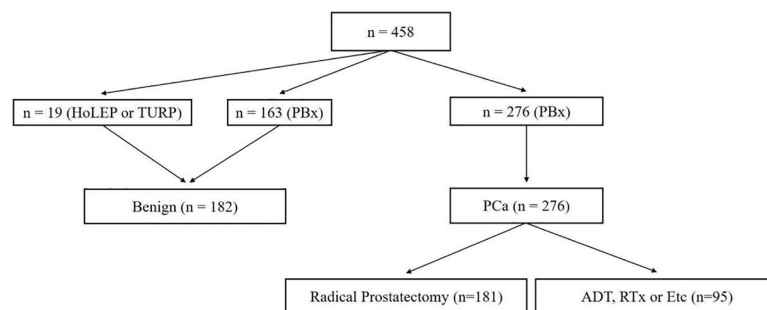 n = 458
n = 19 (HoLEP or TURP)
n = 163 (PBx)
n = 276 (PBx)
Benign (n = 182)
PCa (n = 276)
Radical Prostatectomy (n=181)
ADT, RTx or Etc (n=95)